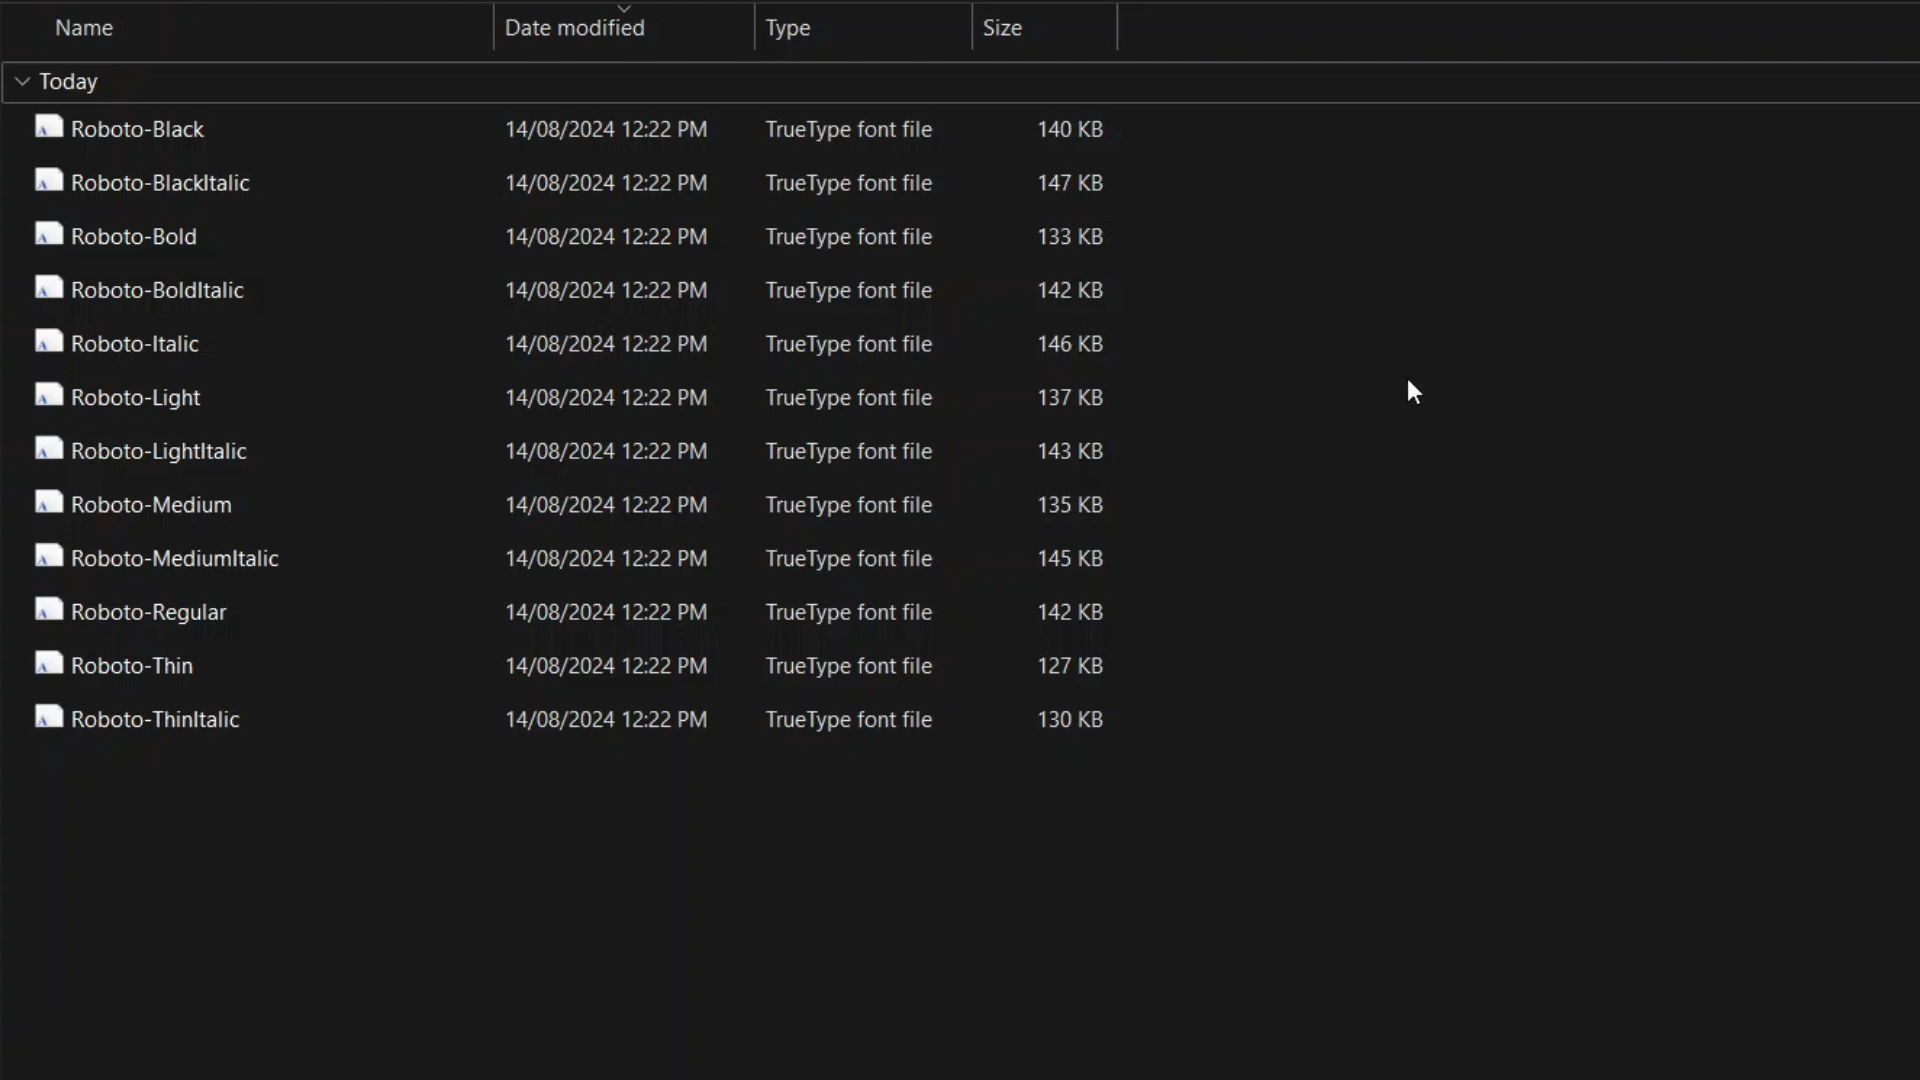 Name Date modified Type Size
Today
Roboto-Black 14/08/2024 12:22 PM TrueType font file 140 KB
Roboto-BlackItalic 14/08/2024 12:22 PM TrueType font file 147 KB
Roboto-Bold 14/08/2024 12:22 PM TrueType font file 133 KB
Roboto-BoldItalic 14/08/2024 12:22 PM TrueType font file 142 KB
Roboto-Italic 14/08/2024 12:22 PM TrueType font file 146 KB
Roboto-Light 14/08/2024 12:22 PM TrueType font file 137 KB
Roboto-LightItalic 14/08/2024 12:22 PM TrueType font file 143 KB
Roboto-Medium 14/08/2024 12:22 PM TrueType font file 135 KB
Roboto-MediumItalic 14/08/2024 12:22 PM TrueType font file 145 KB
Roboto-Regular 14/08/2024 12:22 PM TrueType font file 142 KB
Roboto-Thin 14/08/2024 12:22 PM TrueType font file 127 KB
Roboto-ThinItalic 14/08/2024 12:22 PM TrueType font file 130 KB